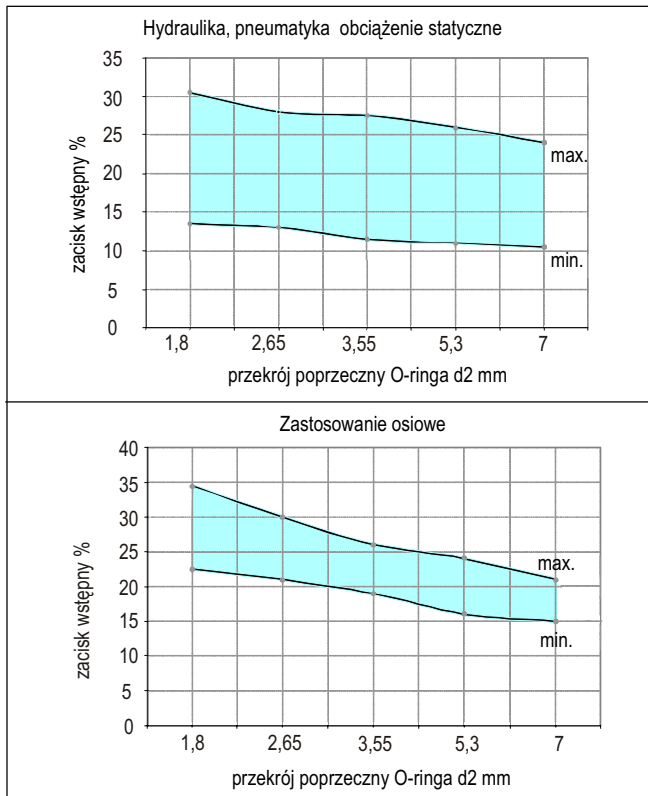 Hydraulika, pneumatyka obciążenie statyczne
35
30
25
20
15
10
5
0
zacisk wstępny %
max.
min.
1,8 2,65 3,55 5,3 7
przekrój poprzeczny O-ringa d2 mm
Zastosowanie osiowe
40
35
30
25
20
15
10
5
0
zacisk wstępny %
max.
min.
1,8 2,65 3,55 5,3 7
przekrój poprzeczny O-ringa d2 mm